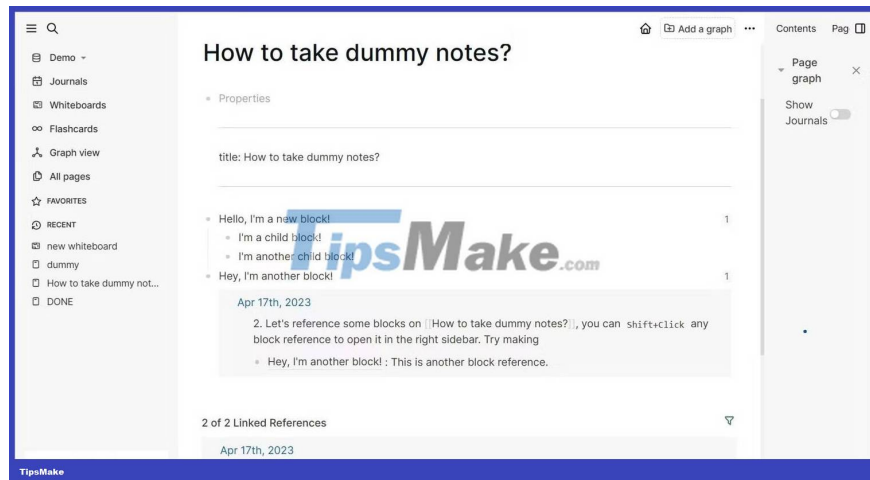 Demo
Journals
Whiteboards
Flashcards
Graph view
All pages
FAVORITES
RECENT
new whiteboard
dummy
How to take dummy not...
DONE
Add a graph
How to take dummy notes?
Properties
title: How to take dummy notes?
Hello, I'm a new block! 1
I'm a child block!
I'm another child block!
Hey, I'm another block! 1
Apr 17th, 2023
2. Let's reference some blocks on [[How to take dummy notes?]], you can Shift+Click any
block reference to open it in the right sidebar. Try making
Hey, I'm another block! : This is another block reference.
2 of 2 Linked References
Apr 17th, 2023
Contents Pag
Page
graph
Show
Journals
TipsMake.com
TipsMake